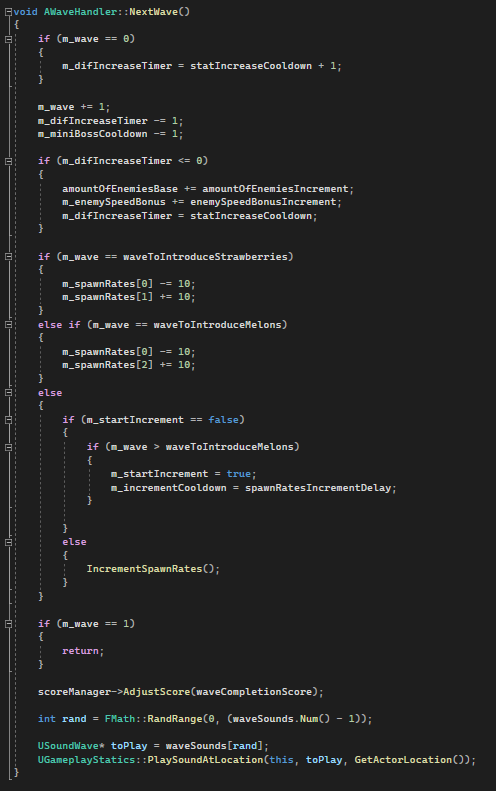 void AWaveHandler::NextWave()
{
    if (m_wave == 0)
    {
        m_difIncreaseTimer = statIncreaseCooldown + 1;
    }

    m_wave += 1;
    m_difIncreaseTimer -= 1;
    m_miniBossCooldown -= 1;

    if (m_difIncreaseTimer <= 0)
    {
        amountOfEnemiesBase += amountOfEnemiesIncrement;
        m_enemySpeedBonus += enemySpeedBonusIncrement;
        m_difIncreaseTimer = statIncreaseCooldown;
    }

    if (m_wave == waveToIntroduceStrawberries)
    {
        m_spawnRates[0] -= 10;
        m_spawnRates[1] += 10;
    }
    else if (m_wave == waveToIntroduceMelons)
    {
        m_spawnRates[0] -= 10;
        m_spawnRates[2] += 10;
    }
    else
    {
        if (m_startIncrement == false)
        {
            if (m_wave > waveToIntroduceMelons)
            {
                m_startIncrement = true;
                m_incrementCooldown = spawnRatesIncrementDelay;
            }

        }
        else
        {
            IncrementSpawnRates();
        }
    }

    if (m_wave == 1)
    {
        return;
    }

    scoreManager->AdjustScore(waveCompletionScore);

    int rand = FMath::RandRange(0, (waveSounds.Num() - 1));

    USoundWave* toPlay = waveSounds[rand];
    UGameplayStatics::PlaySoundAtLocation(this, toPlay, GetActorLocation());
}